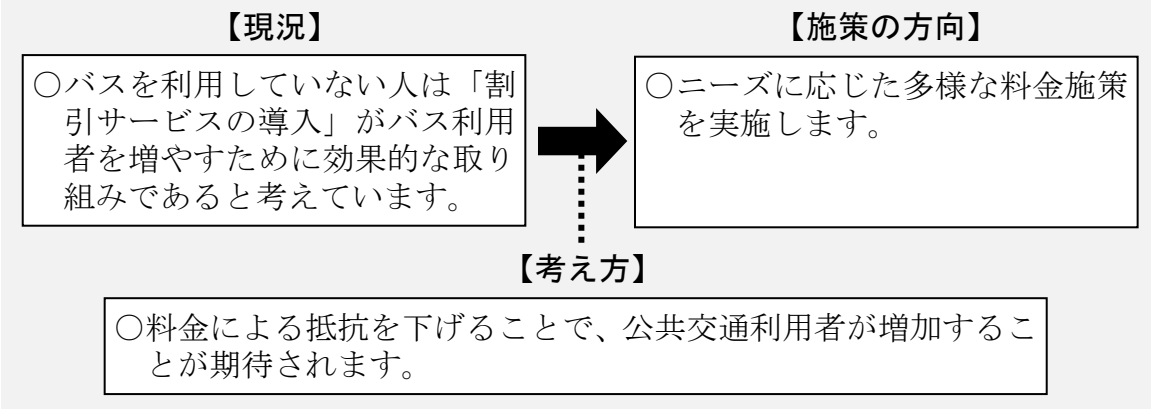 【現況】
○バスを利用していない人は「割
引サービスの導入」がバス利用
者を増やすために効果的な取り
組みであると考えています。
【施策の方向】
○ニーズに応じた多様な料金施策
を実施します。
【考え方】
○料金による抵抗を下げることで、公共交通利用者が増加するこ
とが期待されます。